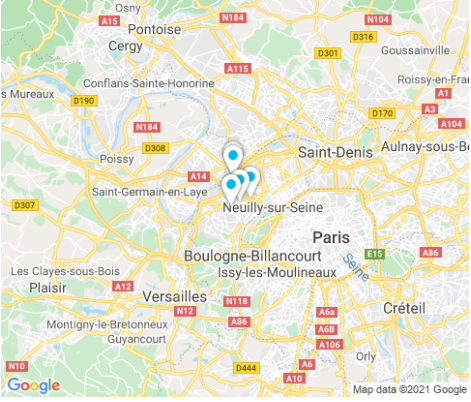 Osny
N184
N104
A15
Pontoise
D316
Cergy
D301
Goussainville
A115
Roissy-en-Fra
Conflans-Sainte-Honorine
s Mureaux
D190
A1
A3
N184
D170
A104
D308
Aulnay-sous-Bo
Poissy
Saint-Denis
A14
Saint-Germain-en-Laye
D307
Neuilly-sur-Seine
Paris
E15
A86
Boulogne-Billancourt
Les Clayes-sous-Bois
Issy-les-Moulineaux
Seine
A12
Plaisir
Versailles
N118
N12
A6a
Créteil
Montigny-le-Bretonneux
A86
A6B
Guyancourt
A106
Orly
N10
D444
A6
A10
Google
Map data ©2021 Google